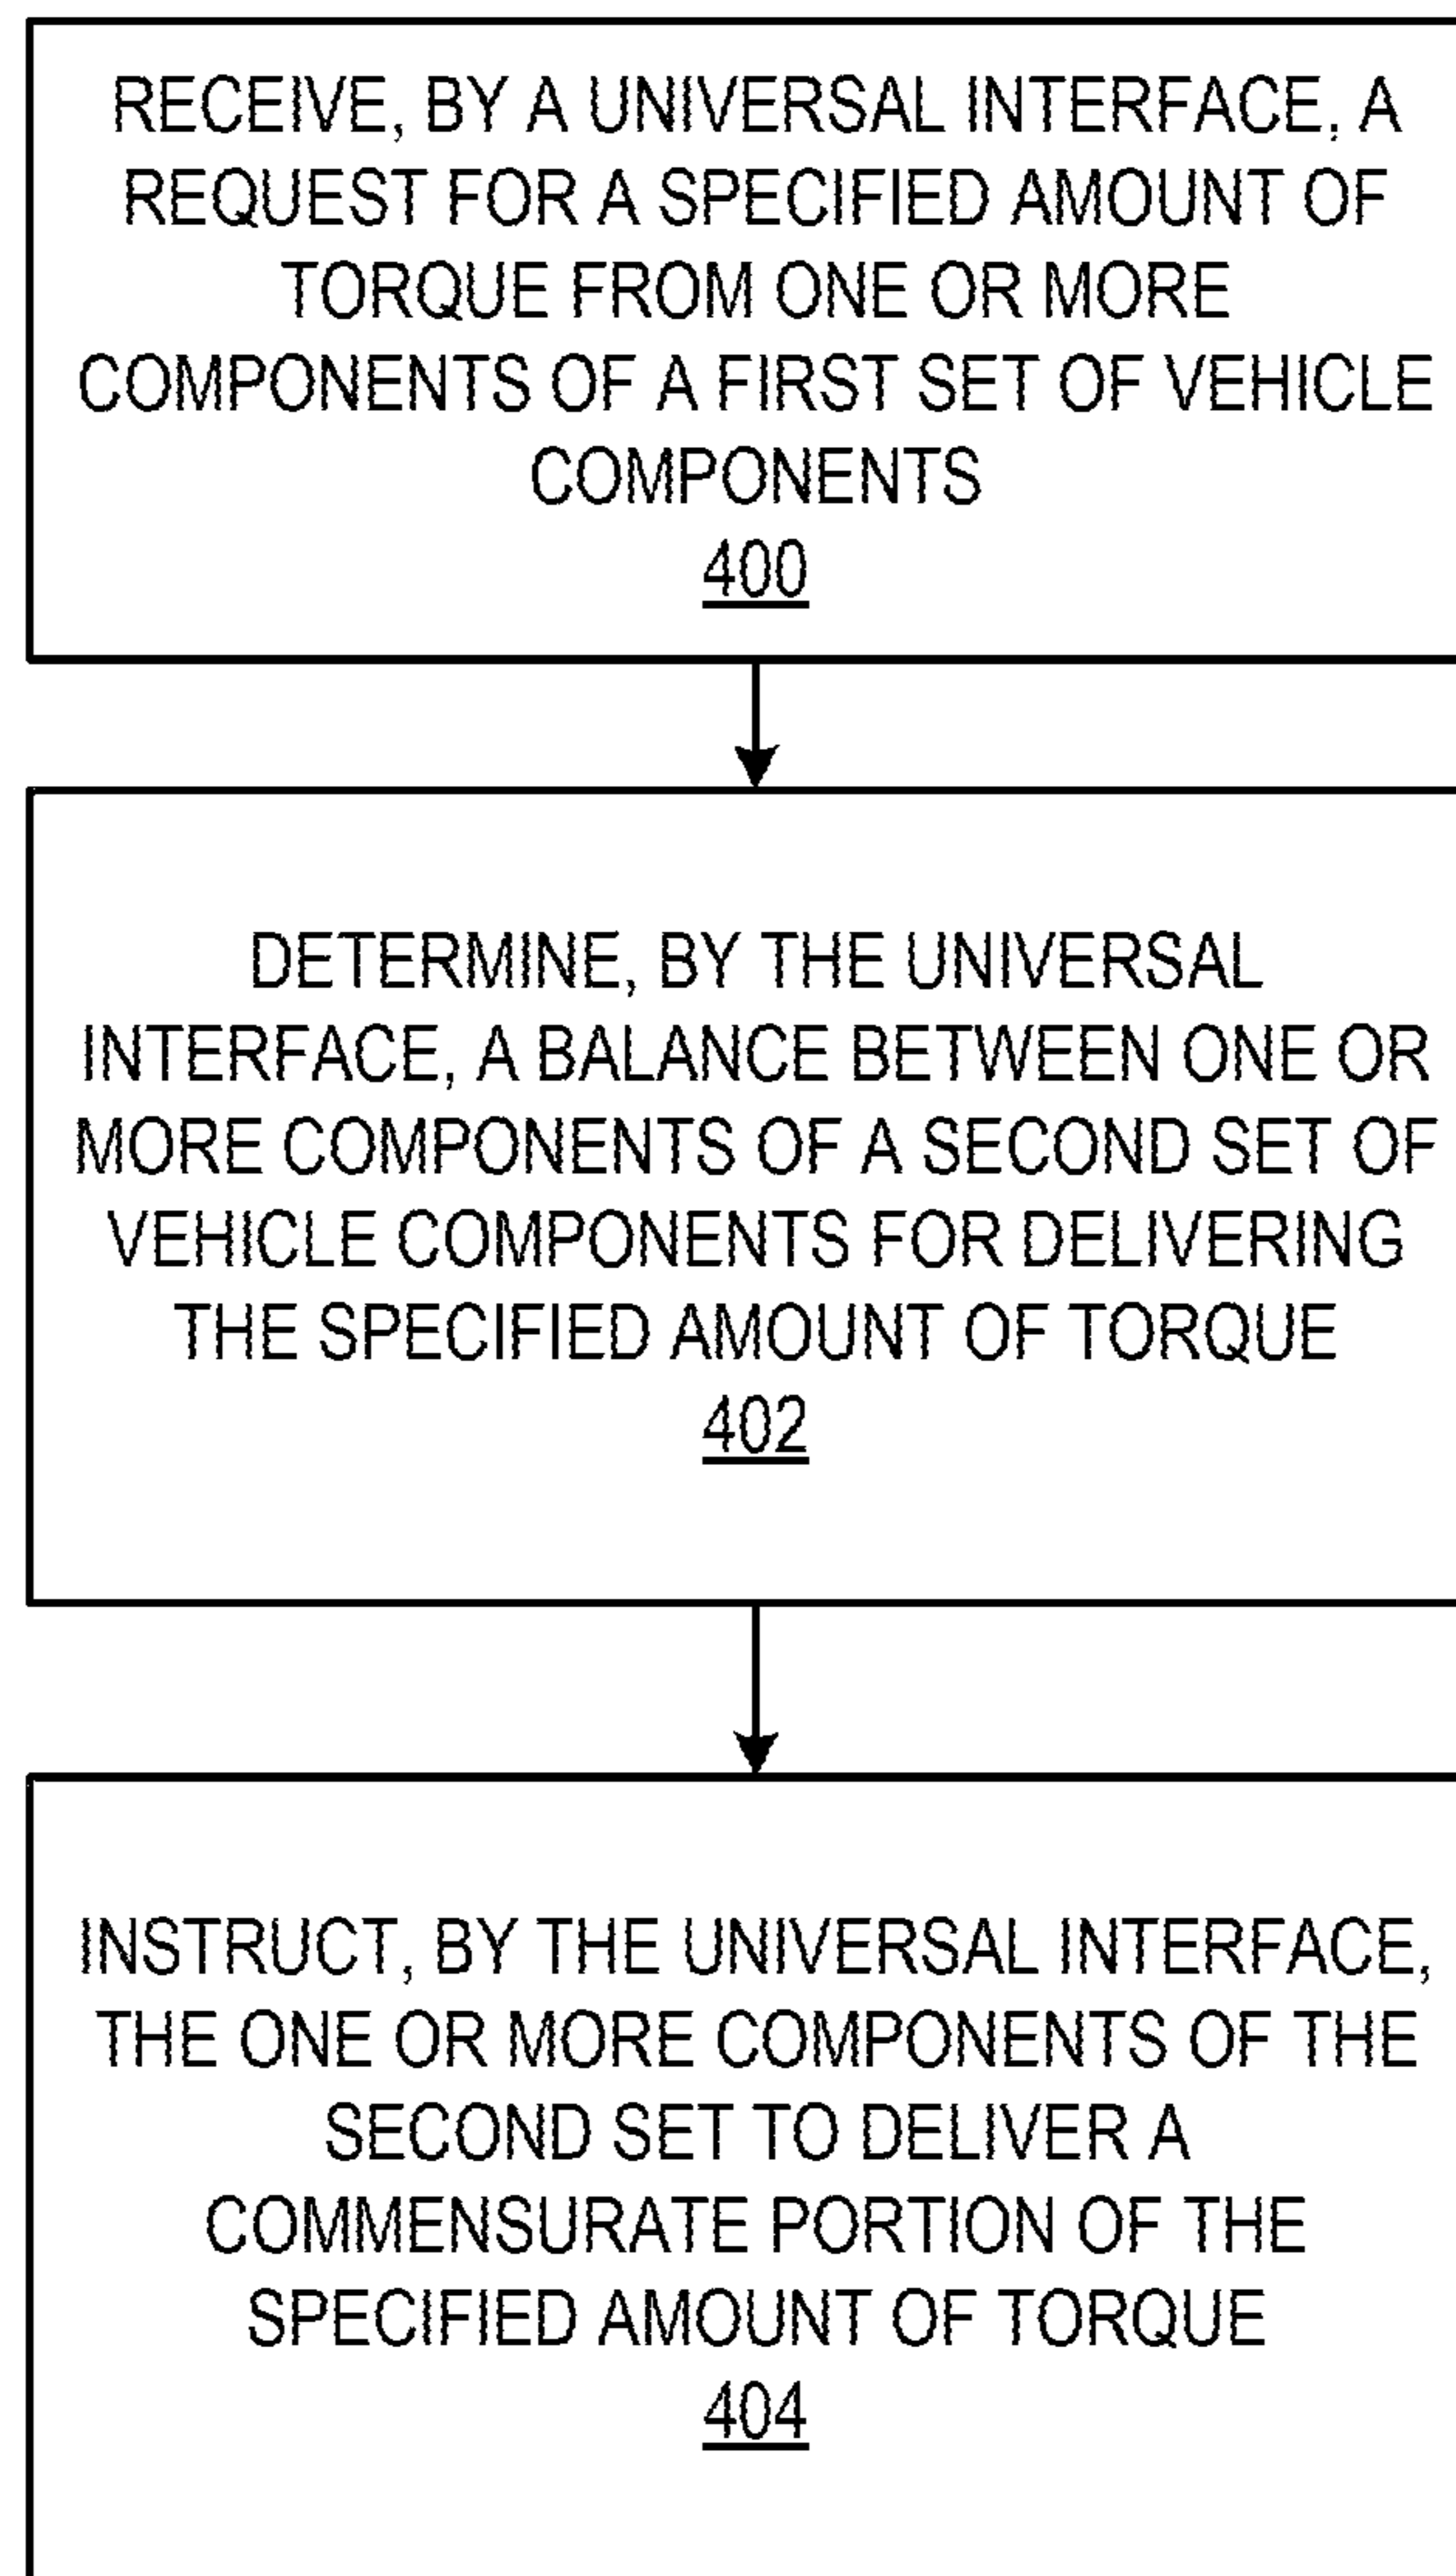 RECEIVE, BY A UNIVERSAL INTERFACE, A
REQUEST FOR A SPECIFIED AMOUNT OF
TORQUE FROM ONE OR MORE
COMPONENTS OF A FIRST SET OF VEHICLE
COMPONENTS
400
DETERMINE, BY THE UNIVERSAL
INTERFACE, A BALANCE BETWEEN ONE OR
MORE COMPONENTS OF A SECOND SET OF
VEHICLE COMPONENTS FOR DELIVERING
THE SPECIFIED AMOUNT OF TORQUE
402
INSTRUCT, BY THE UNIVERSAL INTERFACE,
THE ONE OR MORE COMPONENTS OF THE
SECOND SET TO DELIVER A
COMMENSURATE PORTION OF THE
SPECIFIED AMOUNT OF TORQUE
404